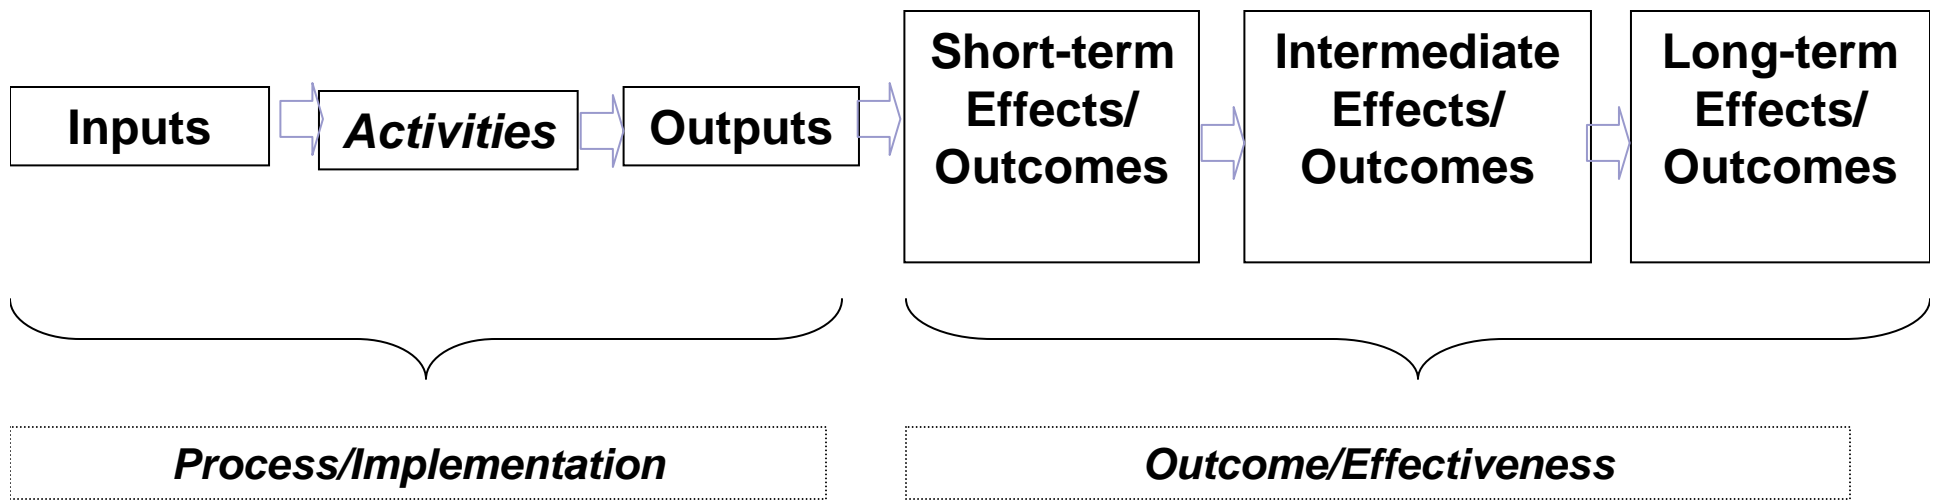 Inputs
Activities
Outputs
Short-term
Effects/
Outcomes
Intermediate
Effects/
Outcomes
Long-term
Effects/
Outcomes
Process/Implementation
Outcome/Effectiveness